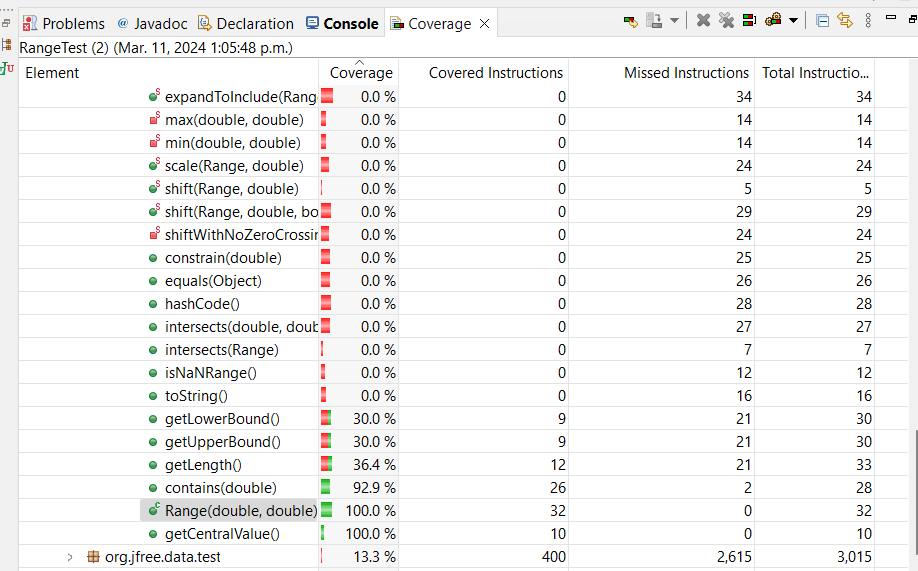 Problems @ Javadoc Declaration Console Coverage
RangeTest (2) (Mar. 11, 2024 1:05:48 p.m.)
Element Coverage Covered Instructions Missed Instructions Total Instructio...
expandToInclude(Rang 0.0 % 0 34 34
max(double, double) 0.0 % 0 14 14
min(double, double) 0.0 % 0 14 14
scale(Range, double) 0.0 % 0 24 24
shift(Range, double) 0.0 % 0 5 5
shift(Range, double, bo 0.0 % 0 29 29
shiftWithNoZeroCrossin 0.0 % 0 24 24
constrain(double) 0.0 % 0 25 25
equals(Object) 0.0 % 0 26 26
hashCode() 0.0 % 0 28 28
intersects(double, doub 0.0 % 0 27 27
intersects(Range) 0.0 % 0 7 7
isNaNRange() 0.0 % 0 12 12
toString() 0.0 % 0 16 16
getLowerBound() 30.0 % 9 21 30
getUpperBound() 30.0 % 9 21 30
getLength() 36.4 % 12 21 33
contains(double) 92.9 % 26 2 28
Range(double, double) 100.0 % 32 0 32
getCentralValue() 100.0 % 10 0 10
org.jfree.data.test 13.3 % 400 2,615 3,015